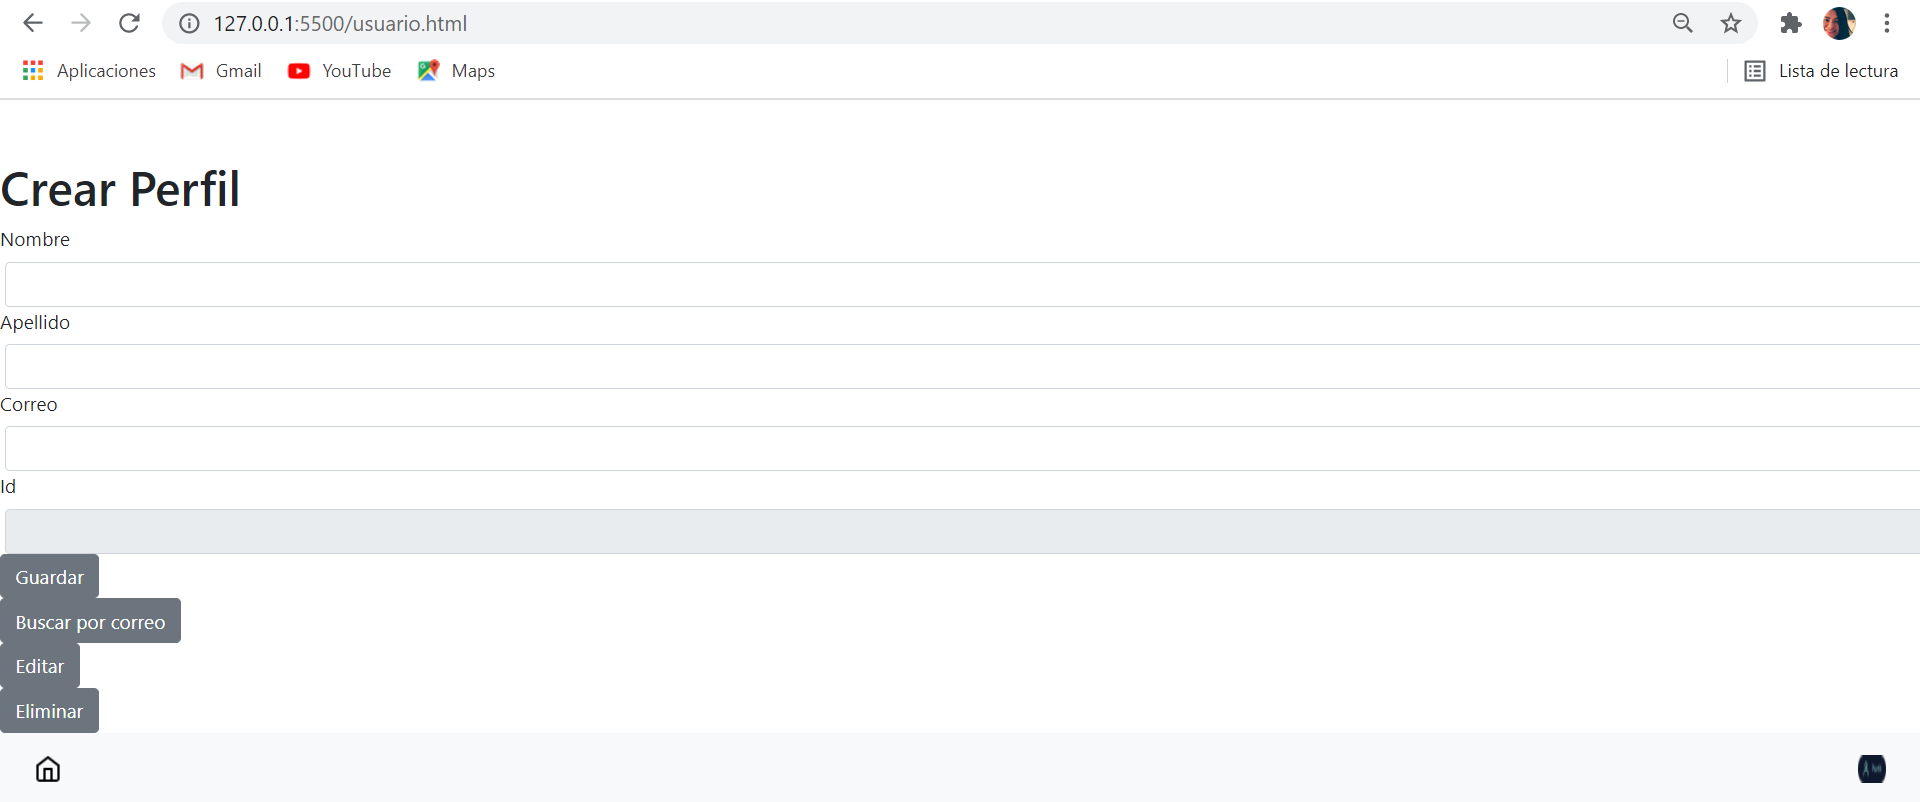 127.0.0.1:5500/usuario.html
Aplicaciones Gmail YouTube Maps Lista de lectura
Crear Perfil
Nombre
Apellido
Correo
Id
Guardar
Buscar por correo
Editar
Eliminar